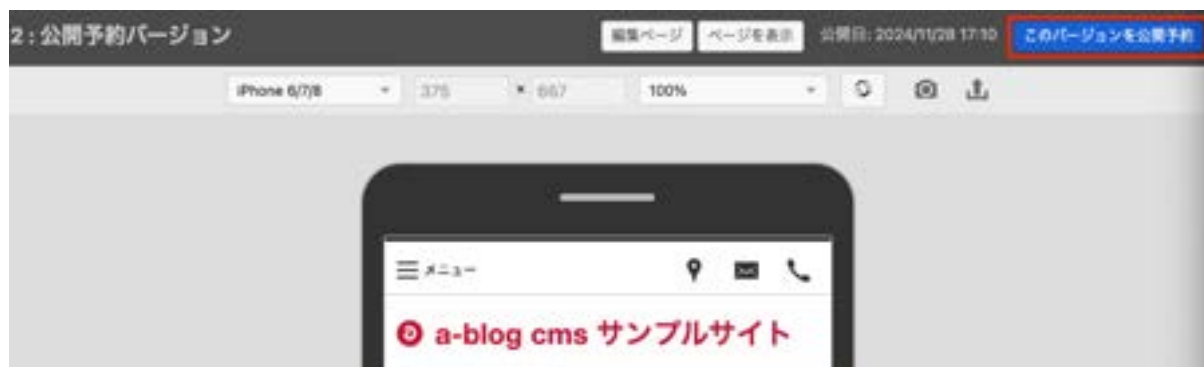 2 : 公開予約バージョン 編集ページ ページを表示 公開日: 2024/11/28 17:10 このバージョンを公開予約
iPhone 6/7/8 375 × 667 100%
メニュー
a-blog cms サンプルサイト